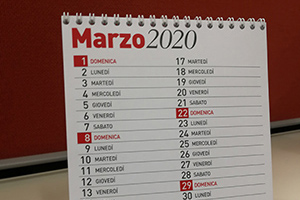 Marzo2020
1 DOMENICA
2 LUNEDÌ
3 MARTEDÌ
4 MERCOLEDÌ
5 GIOVEDÌ
6 VENERDÌ
7 SABATO
8 DOMENICA
9 LUNEDÌ
10 MARTEDÌ
11 MERCOLEDÌ
12 GIOVEDÌ
13 VENERDÌ
17 MARTEDÌ
18 MERCOLEDÌ
19 GIOVEDÌ
20 VENERDÌ
21 SABATO
22 DOMENICA
23 LUNEDÌ
24 MARTEDÌ
25 MERCOLEDÌ
26 GIOVEDÌ
27 VENERDÌ
28 SABATO
29 DOMENICA
30 LUNEDÌ